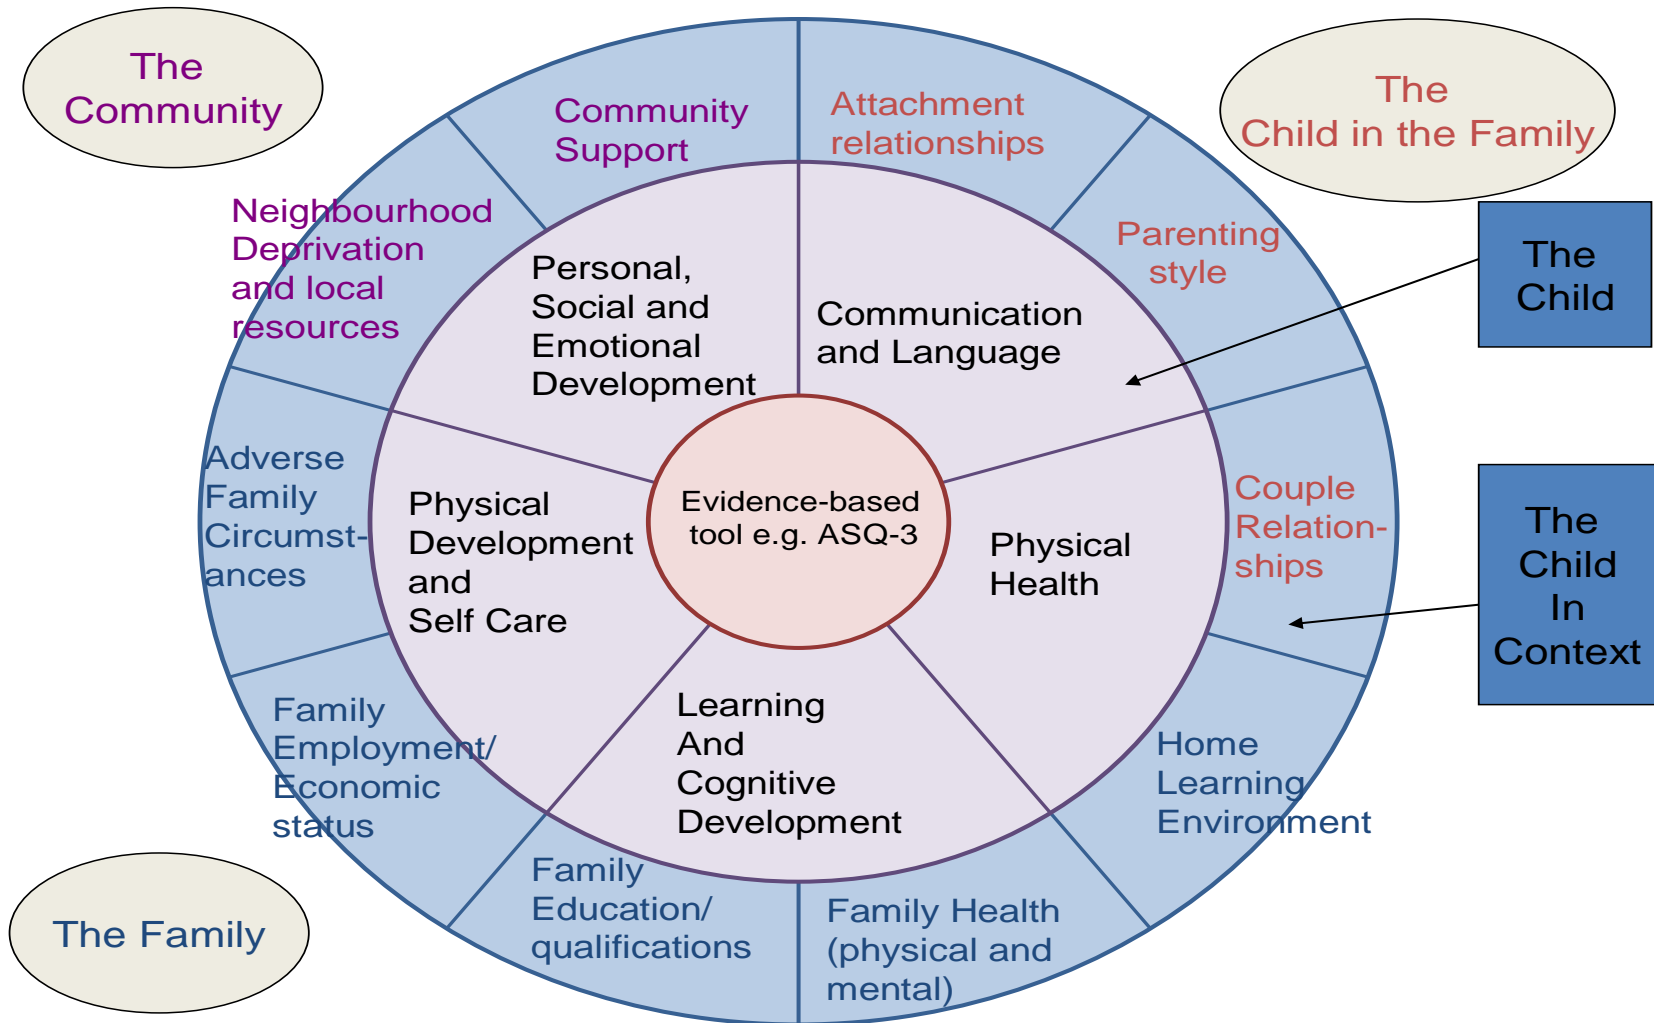 The
Community
Community
Support
Attachment
relationships
The
Child in the Family
Neighbourhood
Deprivation
and local
resources
Personal,
Social and
Emotional
Development
Communication
and Language
Parenting
style
The
Child
Adverse
Family
Circumst-
ances
Physical
Development
and
Self Care
Evidence-based
tool e.g. ASQ-3
Physical
Health
Couple
Relation-
ships
The
Child
In
Context
Family
Employment/
Economic
status
Learning
And
Cognitive
Development
Home
Learning
Environment
Family
Education/
qualifications
Family Health
(physical and
mental)
The Family